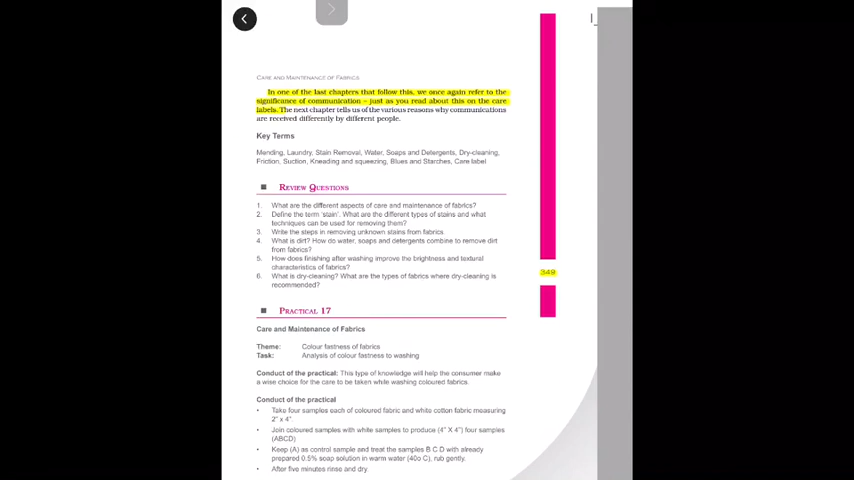 CARE AND MAINTENANCE OF FABRICS
In one of the last chapters that follow this, we once again refer to the
significance of communication – just as you read about this on the care
labels. The next chapter tells us of the various reasons why communications
are received differently by different people.
Key Terms
Mending, Laundry, Stain Removal, Water, Soaps and Detergents, Dry-cleaning,
Friction, Suction, Kneading and squeezing, Blues and Starches, Care label
REVIEW QUESTIONS
1. What are the different aspects of care and maintenance of fabrics?
2. Define the term 'stain'. What are the different types of stains and what
techniques can be used for removing them?
3. Write the steps in removing unknown stains from fabrics
4. What is dirt? How do water, soaps and detergents combine to remove dirt
from fabrics?
5. How does finishing after washing improve the brightness and textural
characteristics of fabrics?
349
6. What is dry-cleaning? What are the types of fabrics where dry-cleaning is
recommended?
PRACTICAL 17
Care and Maintenance of Fabrics
Theme: Colour fastness of fabrics
Task: Analysis of colour fastness to washing
Conduct of the practical: This type of knowledge will help the consumer make
a wise choice for the care to be taken while washing coloured fabrics.
Conduct of the practical
• Take four samples each of coloured fabric and white cotton fabric measuring
2" x 4".
• Join coloured samples with white samples to produce (4" X 4") four samples
(ABCD)
• Keep (A) as control sample and treat the samples B C D with already
prepared 0.5% soap solution in warm water (40o C), rub gently.
• After five minutes rinse and dry